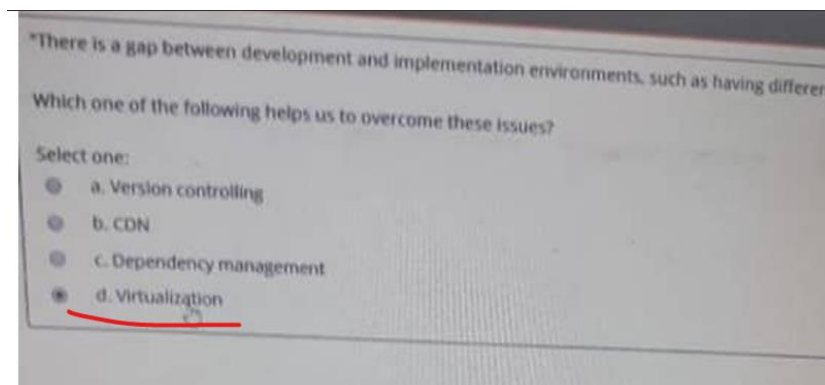 "There is a gap between development and implementation environments, such as having differen
Which one of the following helps us to overcome these issues?
Select one:
a. Version controlling
b. CDN
c. Dependency management
d. Virtualization